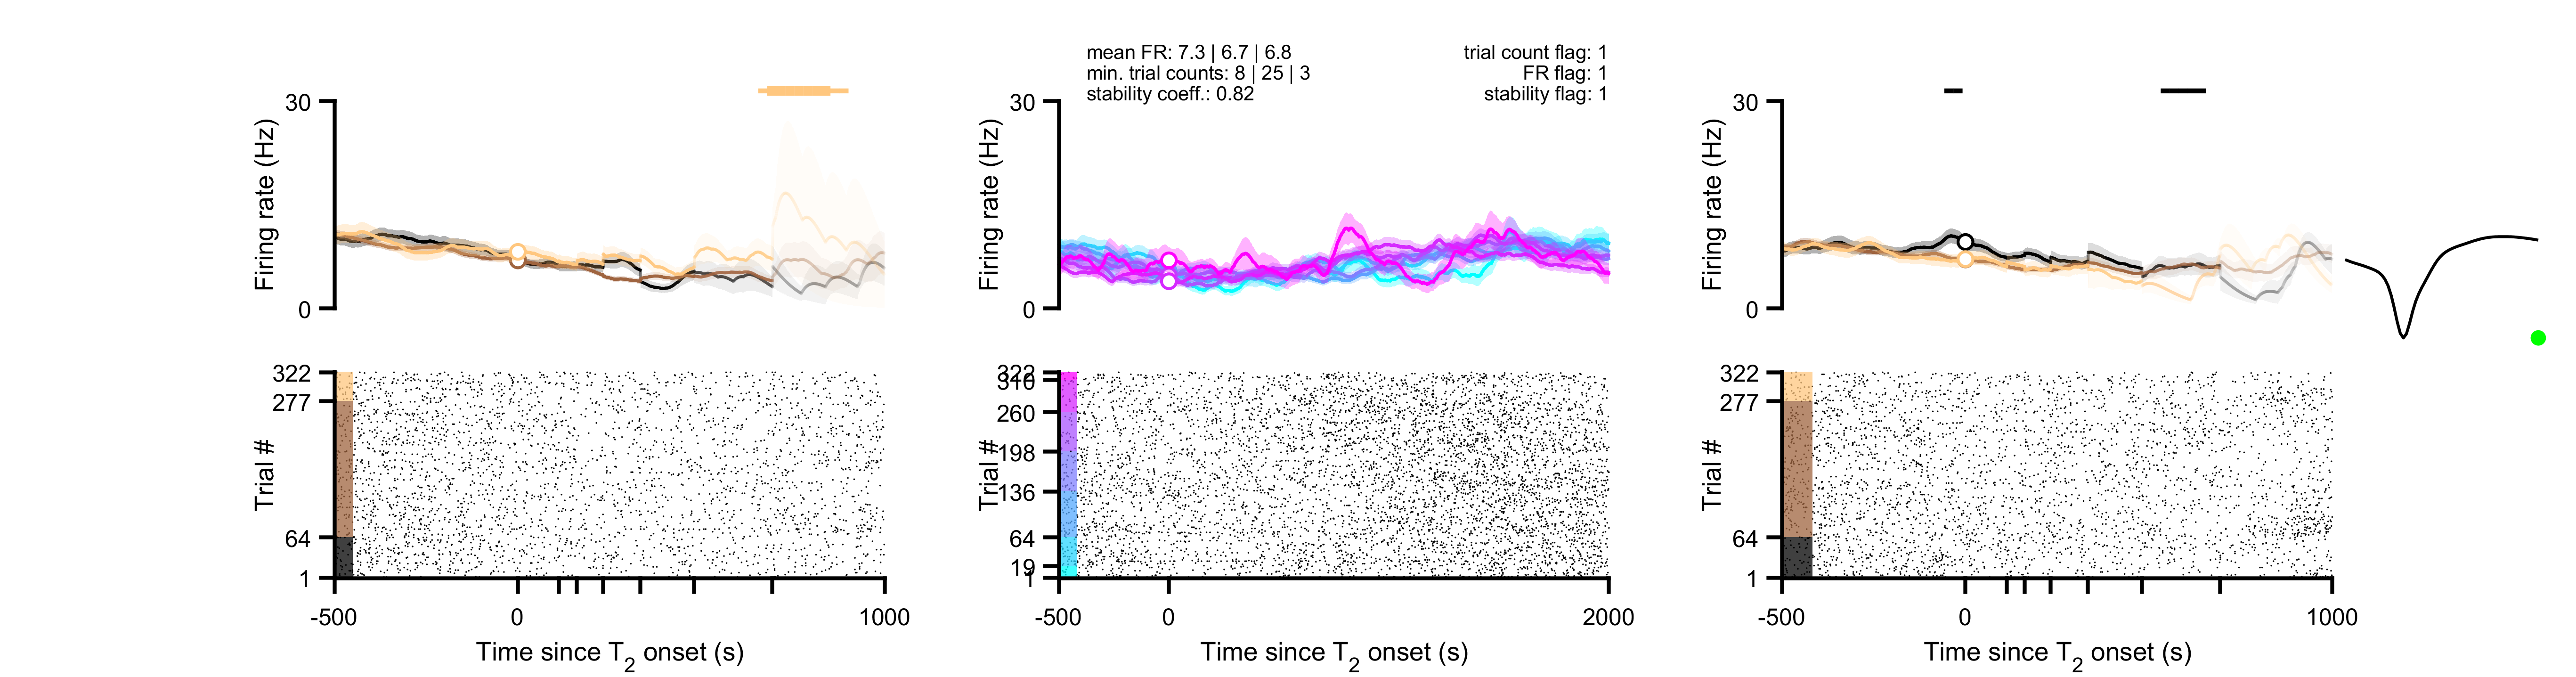 mean FR: 7.3 | 6.7 | 6.8
min. trial counts: 8 | 25 | 3
stability coeff.: 0.82
trial count flag: 1
FR flag: 1
stability flag: 1
30
Firing rate (Hz)
0
322
277
Trial #
64
1
-500
0
1000
Time since T2 onset (s)
30
Firing rate (Hz)
0
322
310
260
198
Trial #
136
64
19
1
-500
0
2000
Time since T2 onset (s)
30
Firing rate (Hz)
0
322
277
Trial #
64
1
-500
0
1000
Time since T2 onset (s)